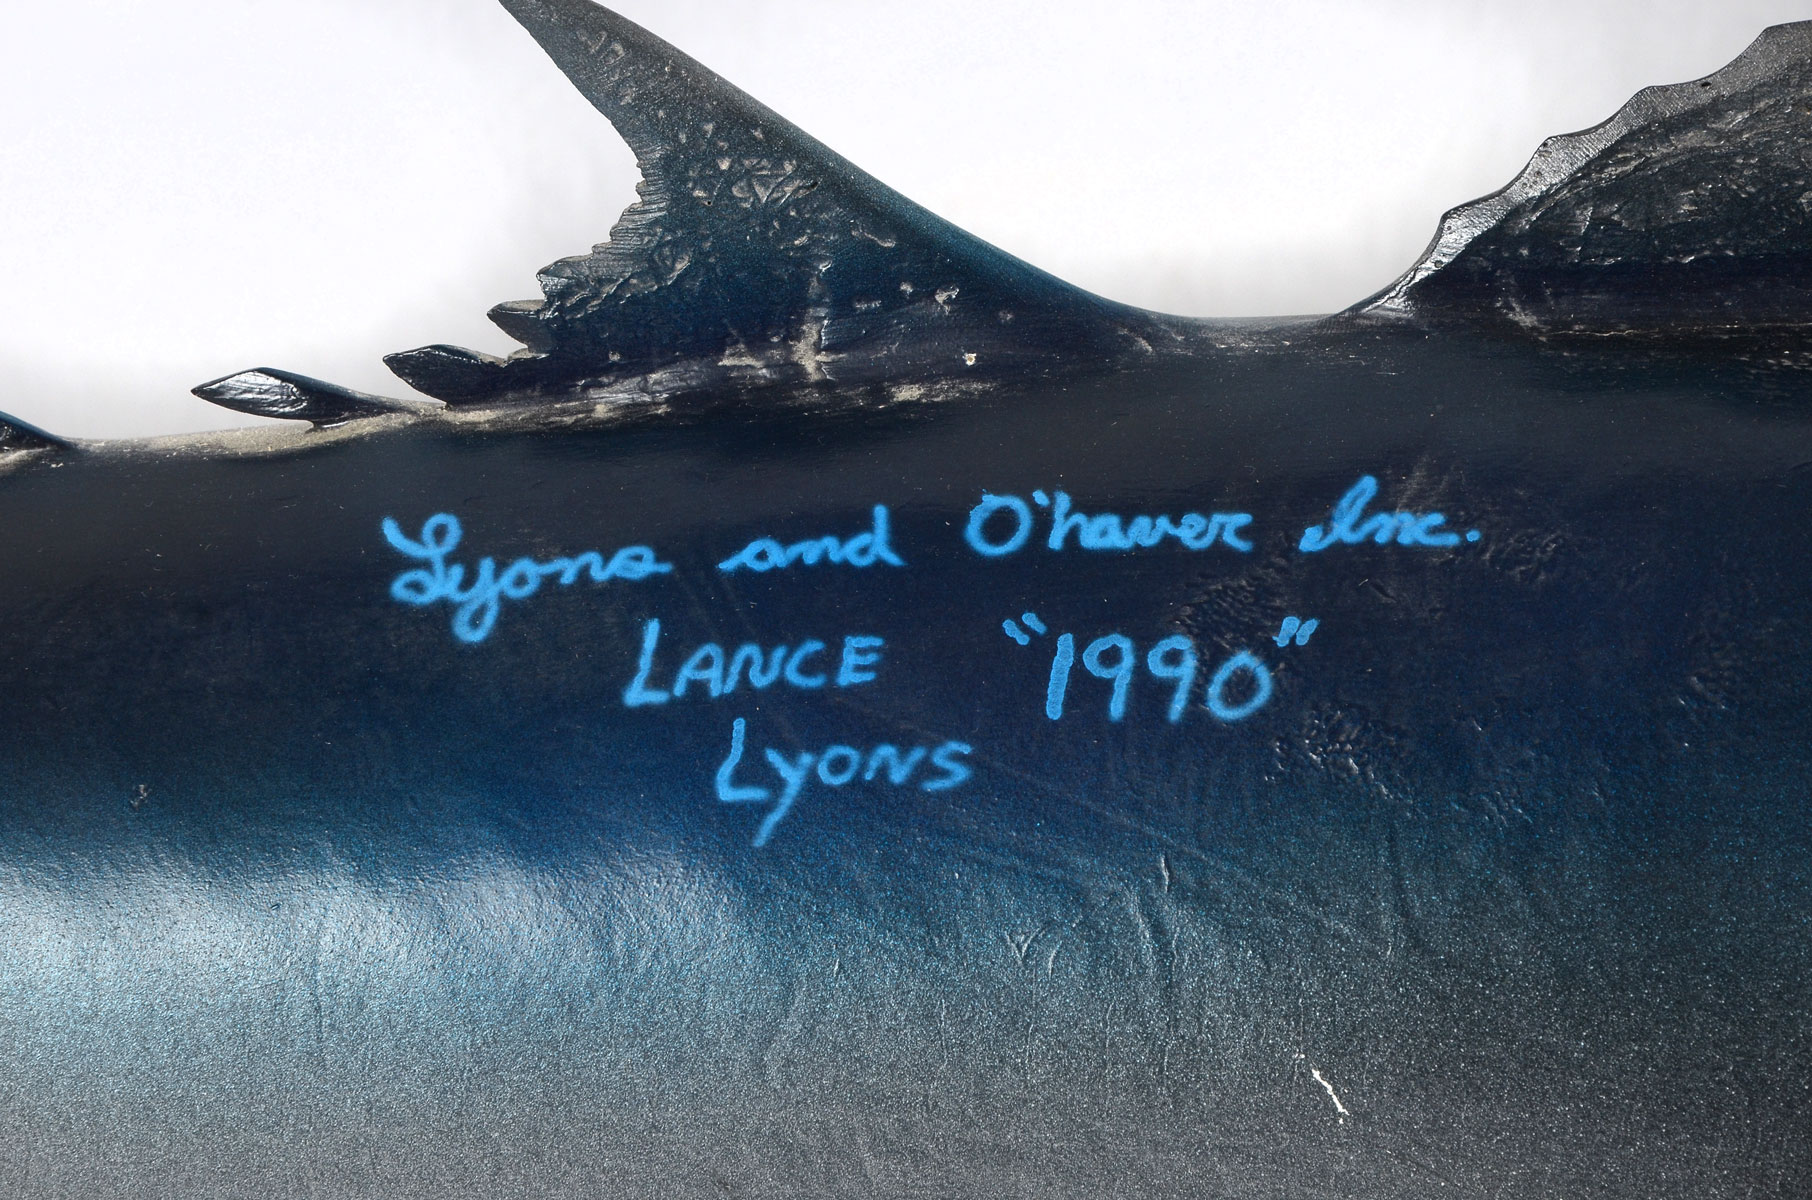 Lyons and O'haver Inc.
LANCE "1990"
LYONS